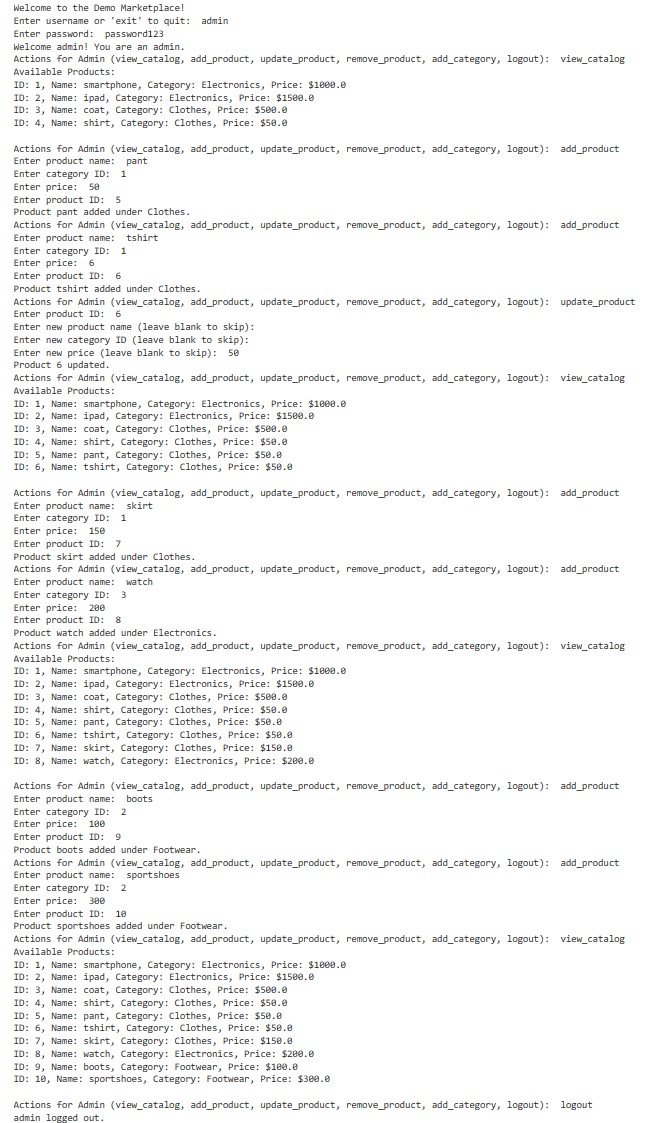 Welcome to the Demo Marketplace!
Enter username or 'exit' to quit:  admin
Enter password:  password123
Welcome admin! You are an admin.
Actions for Admin (view_catalog, add_product, update_product, remove_product, add_category, logout):  view_catalog
Available Products:
ID: 1, Name: smartphone, Category: Electronics, Price: $1000.0
ID: 2, Name: ipad, Category: Electronics, Price: $1500.0
ID: 3, Name: coat, Category: Clothes, Price: $500.0
ID: 4, Name: shirt, Category: Clothes, Price: $50.0

Actions for Admin (view_catalog, add_product, update_product, remove_product, add_category, logout):  add_product
Enter product name:  pant
Enter category ID:  1
Enter price:  50
Enter product ID:  5
Product pant added under Clothes.
Actions for Admin (view_catalog, add_product, update_product, remove_product, add_category, logout):  add_product
Enter product name:  tshirt
Enter category ID:  1
Enter price:  6
Enter product ID:  6
Product tshirt added under Clothes.
Actions for Admin (view_catalog, add_product, update_product, remove_product, add_category, logout):  update_product
Enter product ID:  6
Enter new product name (leave blank to skip):
Enter new category ID (leave blank to skip):
Enter new price (leave blank to skip):  50
Product 6 updated.
Actions for Admin (view_catalog, add_product, update_product, remove_product, add_category, logout):  view_catalog
Available Products:
ID: 1, Name: smartphone, Category: Electronics, Price: $1000.0
ID: 2, Name: ipad, Category: Electronics, Price: $1500.0
ID: 3, Name: coat, Category: Clothes, Price: $500.0
ID: 4, Name: shirt, Category: Clothes, Price: $50.0
ID: 5, Name: pant, Category: Clothes, Price: $50.0
ID: 6, Name: tshirt, Category: Clothes, Price: $50.0

Actions for Admin (view_catalog, add_product, update_product, remove_product, add_category, logout):  add_product
Enter product name:  skirt
Enter category ID:  1
Enter price:  150
Enter product ID:  7
Product skirt added under Clothes.
Actions for Admin (view_catalog, add_product, update_product, remove_product, add_category, logout):  add_product
Enter product name:  watch
Enter category ID:  3
Enter price:  200
Enter product ID:  8
Product watch added under Electronics.
Actions for Admin (view_catalog, add_product, update_product, remove_product, add_category, logout):  view_catalog
Available Products:
ID: 1, Name: smartphone, Category: Electronics, Price: $1000.0
ID: 2, Name: ipad, Category: Electronics, Price: $1500.0
ID: 3, Name: coat, Category: Clothes, Price: $500.0
ID: 4, Name: shirt, Category: Clothes, Price: $50.0
ID: 5, Name: pant, Category: Clothes, Price: $50.0
ID: 6, Name: tshirt, Category: Clothes, Price: $50.0
ID: 7, Name: skirt, Category: Clothes, Price: $150.0
ID: 8, Name: watch, Category: Electronics, Price: $200.0

Actions for Admin (view_catalog, add_product, update_product, remove_product, add_category, logout):  add_product
Enter product name:  boots
Enter category ID:  2
Enter price:  100
Enter product ID:  9
Product boots added under Footwear.
Actions for Admin (view_catalog, add_product, update_product, remove_product, add_category, logout):  add_product
Enter product name:  sportshoes
Enter category ID:  2
Enter price:  300
Enter product ID:  10
Product sportshoes added under Footwear.
Actions for Admin (view_catalog, add_product, update_product, remove_product, add_category, logout):  view_catalog
Available Products:
ID: 1, Name: smartphone, Category: Electronics, Price: $1000.0
ID: 2, Name: ipad, Category: Electronics, Price: $1500.0
ID: 3, Name: coat, Category: Clothes, Price: $500.0
ID: 4, Name: shirt, Category: Clothes, Price: $50.0
ID: 5, Name: pant, Category: Clothes, Price: $50.0
ID: 6, Name: tshirt, Category: Clothes, Price: $50.0
ID: 7, Name: skirt, Category: Clothes, Price: $150.0
ID: 8, Name: watch, Category: Electronics, Price: $200.0
ID: 9, Name: boots, Category: Footwear, Price: $100.0
ID: 10, Name: sportshoes, Category: Footwear, Price: $300.0

Actions for Admin (view_catalog, add_product, update_product, remove_product, add_category, logout):  logout
admin logged out.